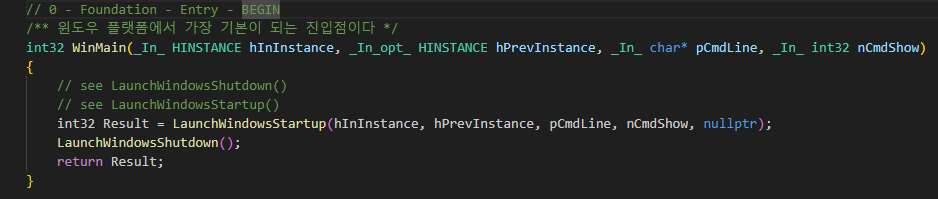 // 0 - Foundation - Entry - BEGIN
/** 윈도우 플랫폼에서 가장 기본이 되는 진입점이다 */
int32 WinMain(_In_ HINSTANCE hInInstance, _In_opt_ HINSTANCE hPrevInstance, _In_ char* pCmdLine, _In_ int32 nCmdShow)
{
// see LaunchWindowsShutdown()
// see LaunchWindowsStartup()
int32 Result = LaunchWindowsStartup(hInInstance, hPrevInstance, pCmdLine, nCmdShow, nullptr);
LaunchWindowsShutdown();
return Result;
}